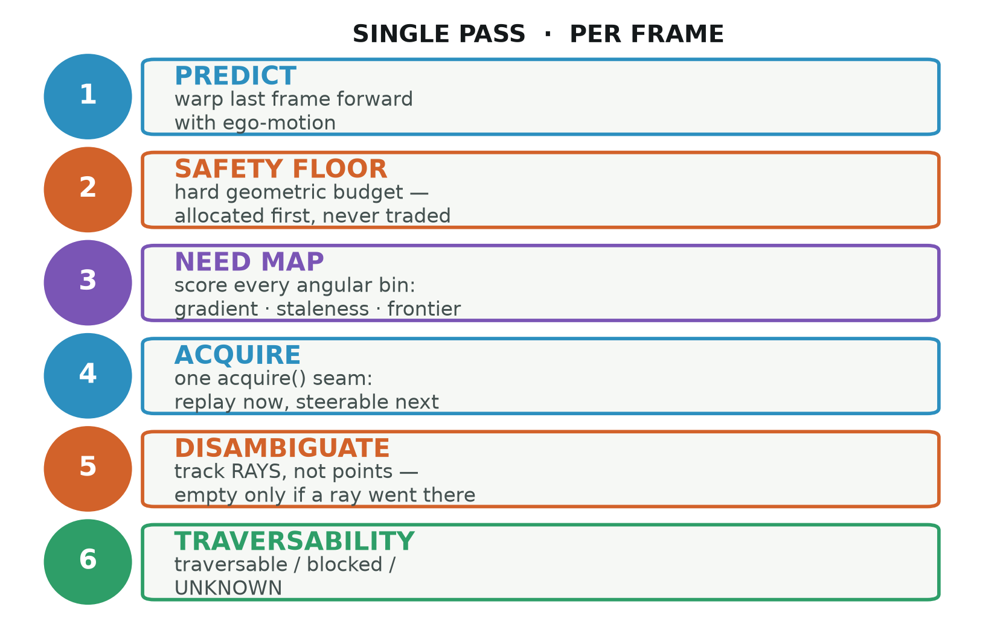 SINGLE PASS · PER FRAME
1
PREDICT
warp last frame forward
with ego-motion
2
SAFETY FLOOR
hard geometric budget —
allocated first, never traded
3
NEED MAP
score every angular bin:
gradient · staleness · frontier
4
ACQUIRE
one acquire() seam:
replay now, steerable next
5
DISAMBIGUATE
track RAYS, not points —
empty only if a ray went there
6
TRAVERSABILITY
traversable / blocked /
UNKNOWN